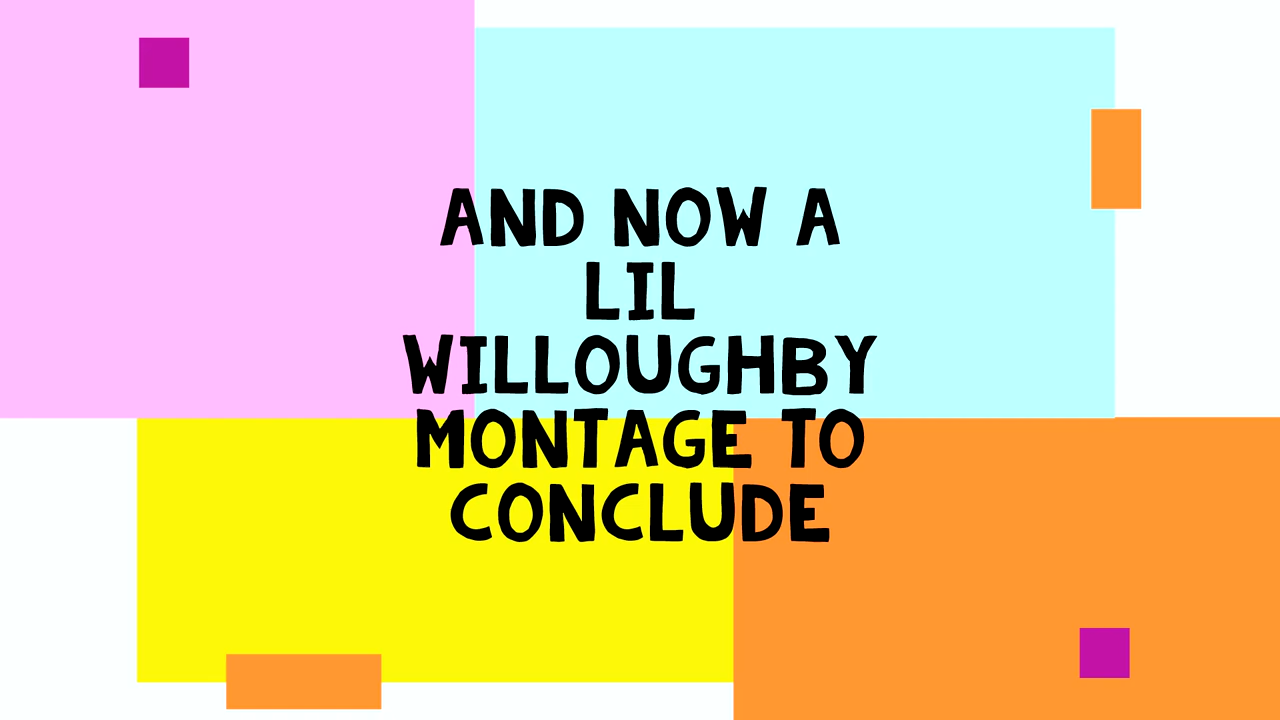 AND NOW A
LIL
WILLOUGHBY
MONTAGE TO
CONCLUDE